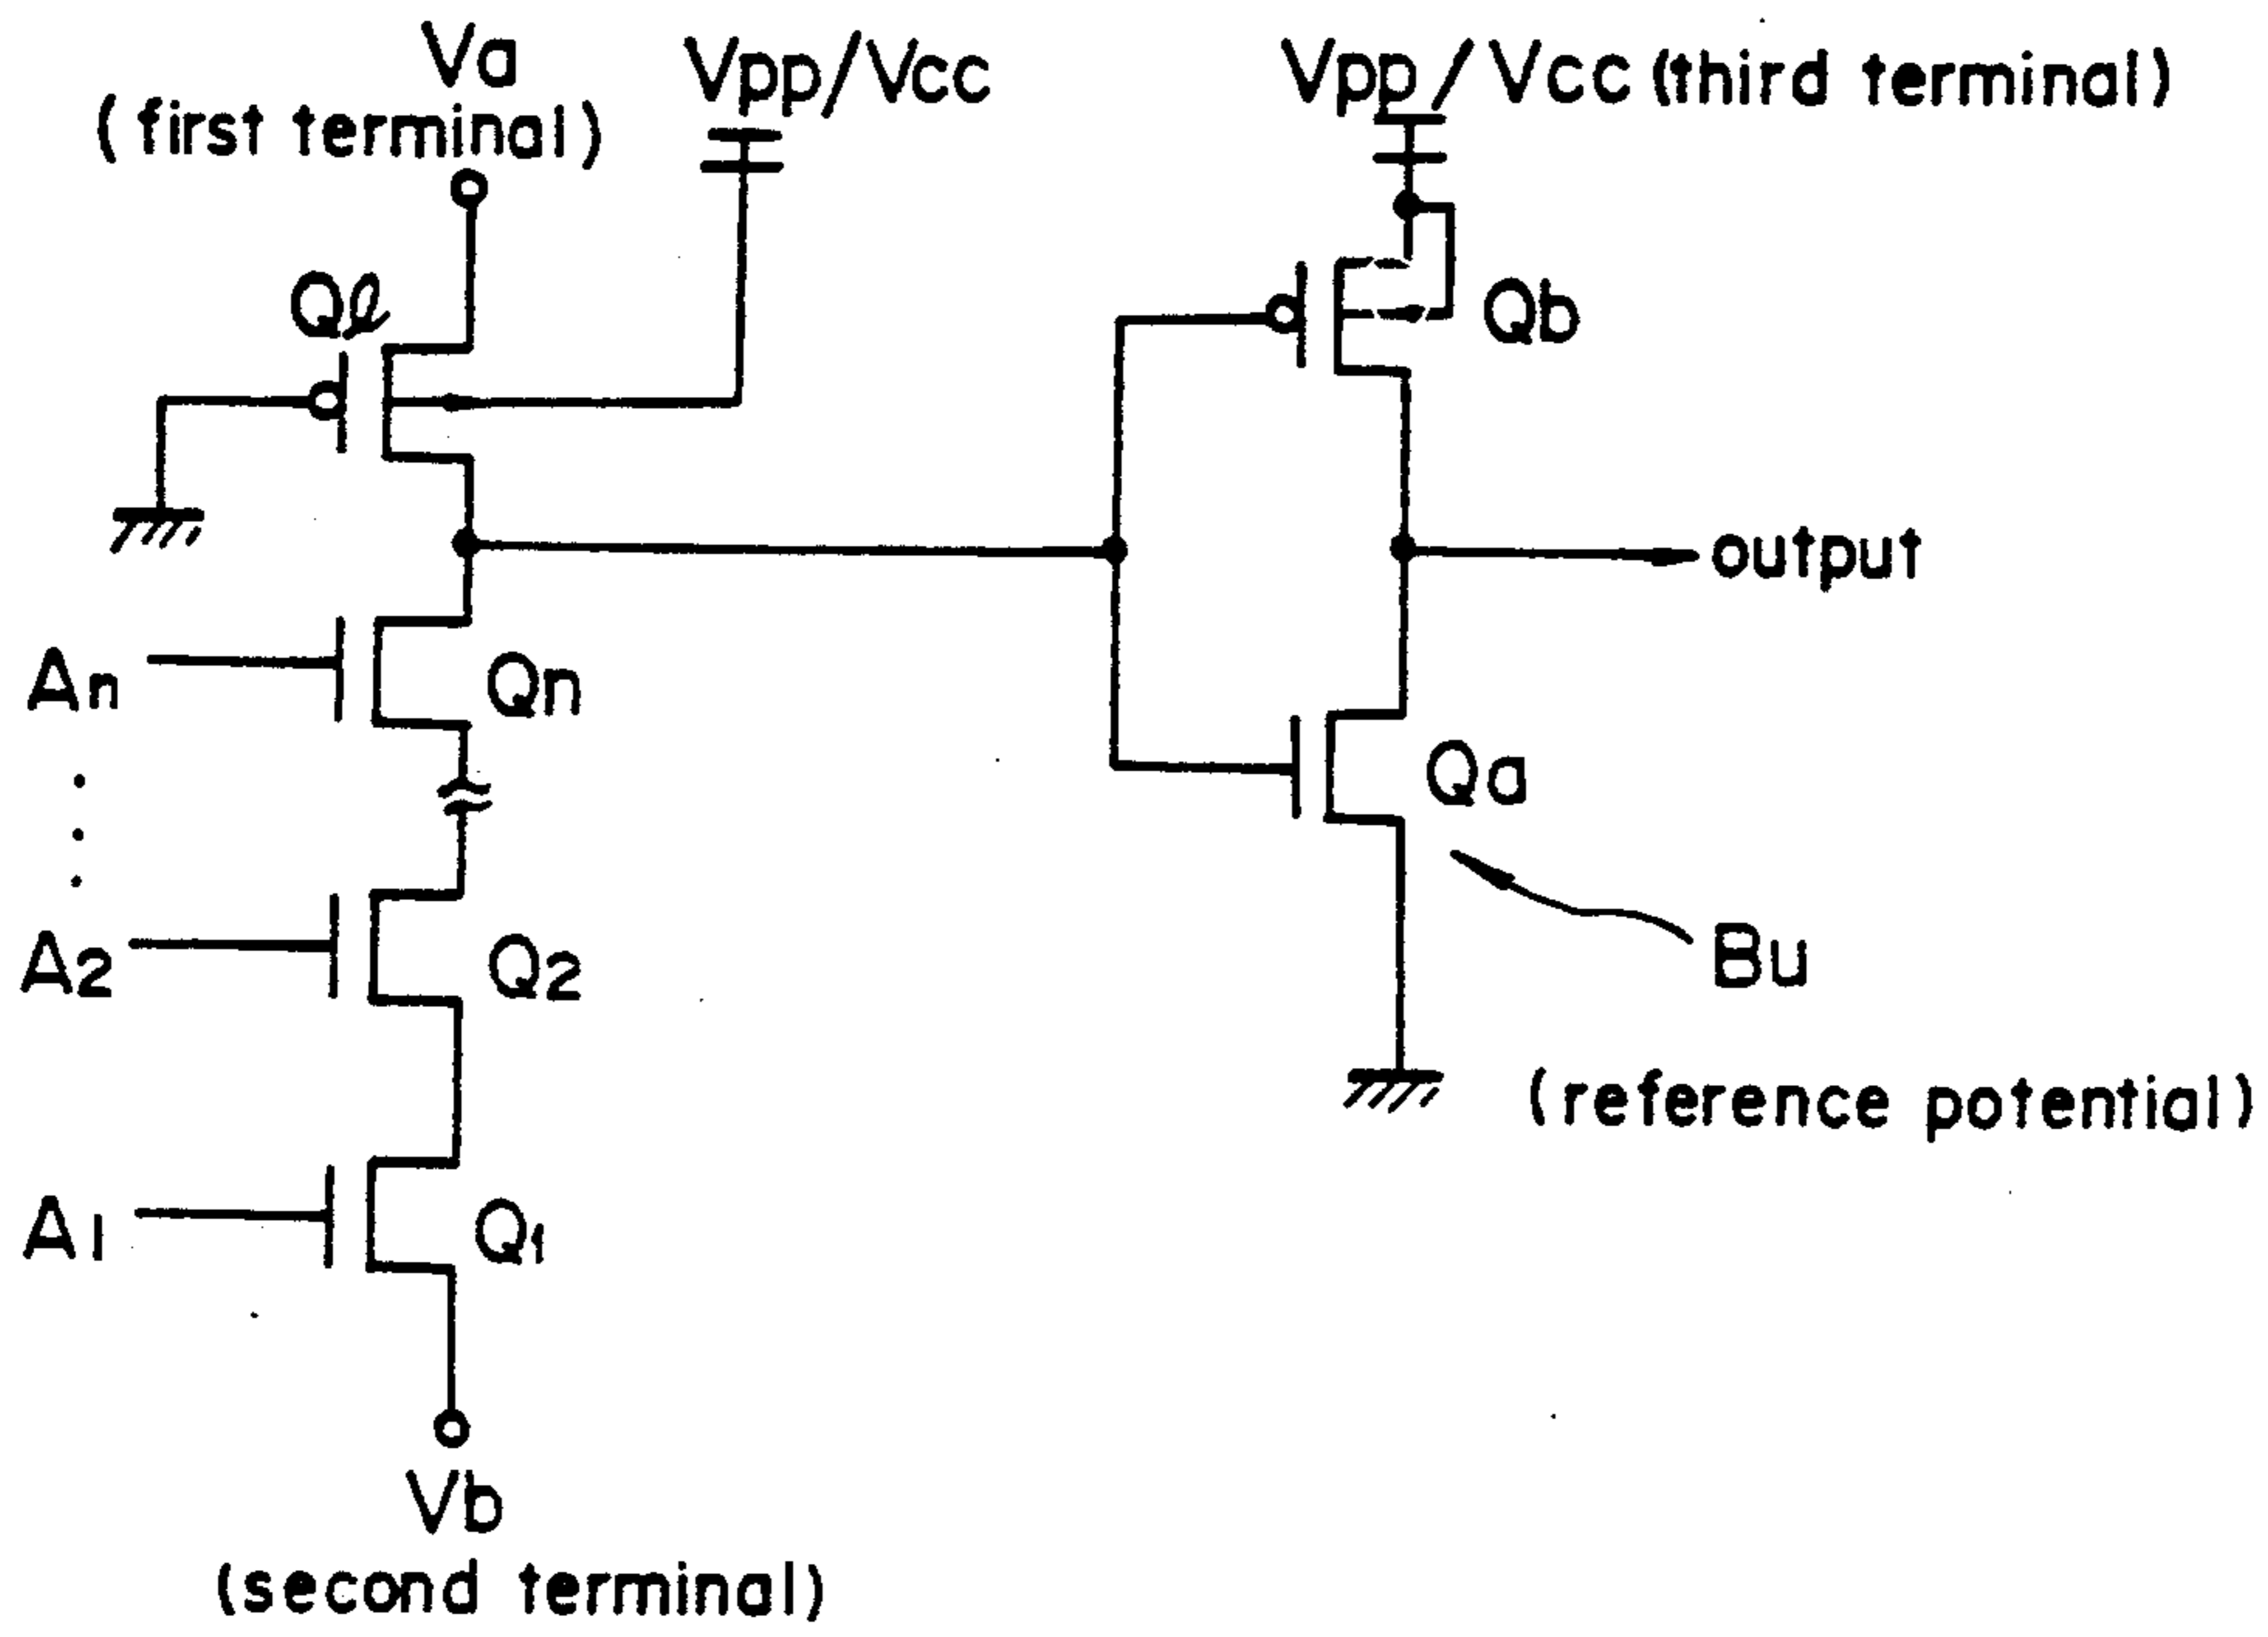 Va
(first terminal)
Vpp/Vcc
Vpp/Vcc (third terminal)
Qℓ
Qb
output
An
Qn
Qa
A2
Q2
Bu
(reference potential)
A1
Q1
Vb
(second terminal)